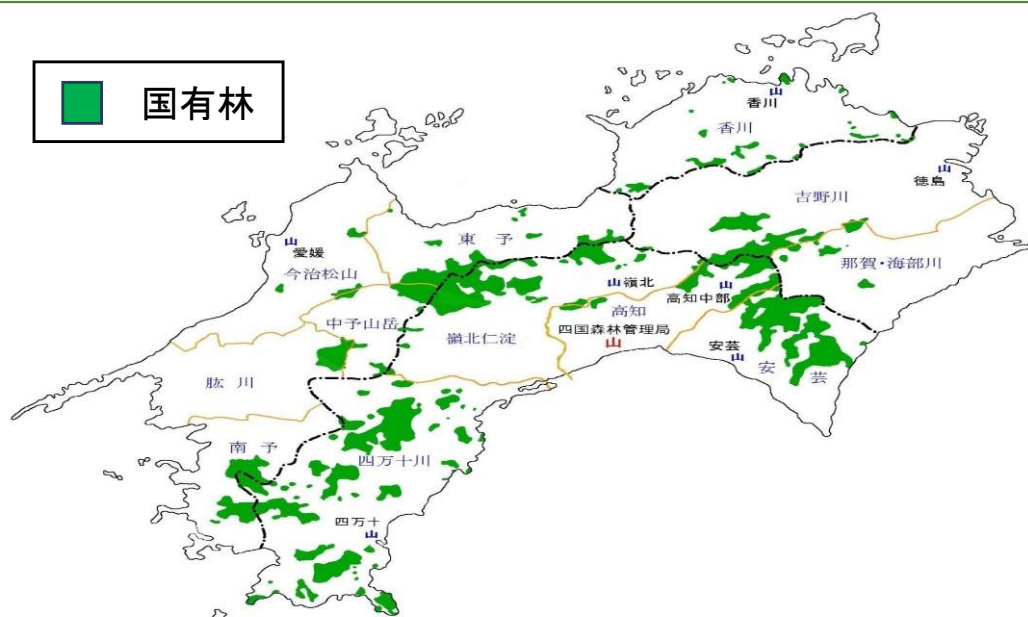 国有林
香川
香川
徳島
吉野川
東 予
愛媛
今治松山
那賀・海部川
嶺北
高知中部
高知
中予山岳
嶺北仁淀
四国森林管理局
安芸
安 芸
肱 川
南 予
四万十川
四万十